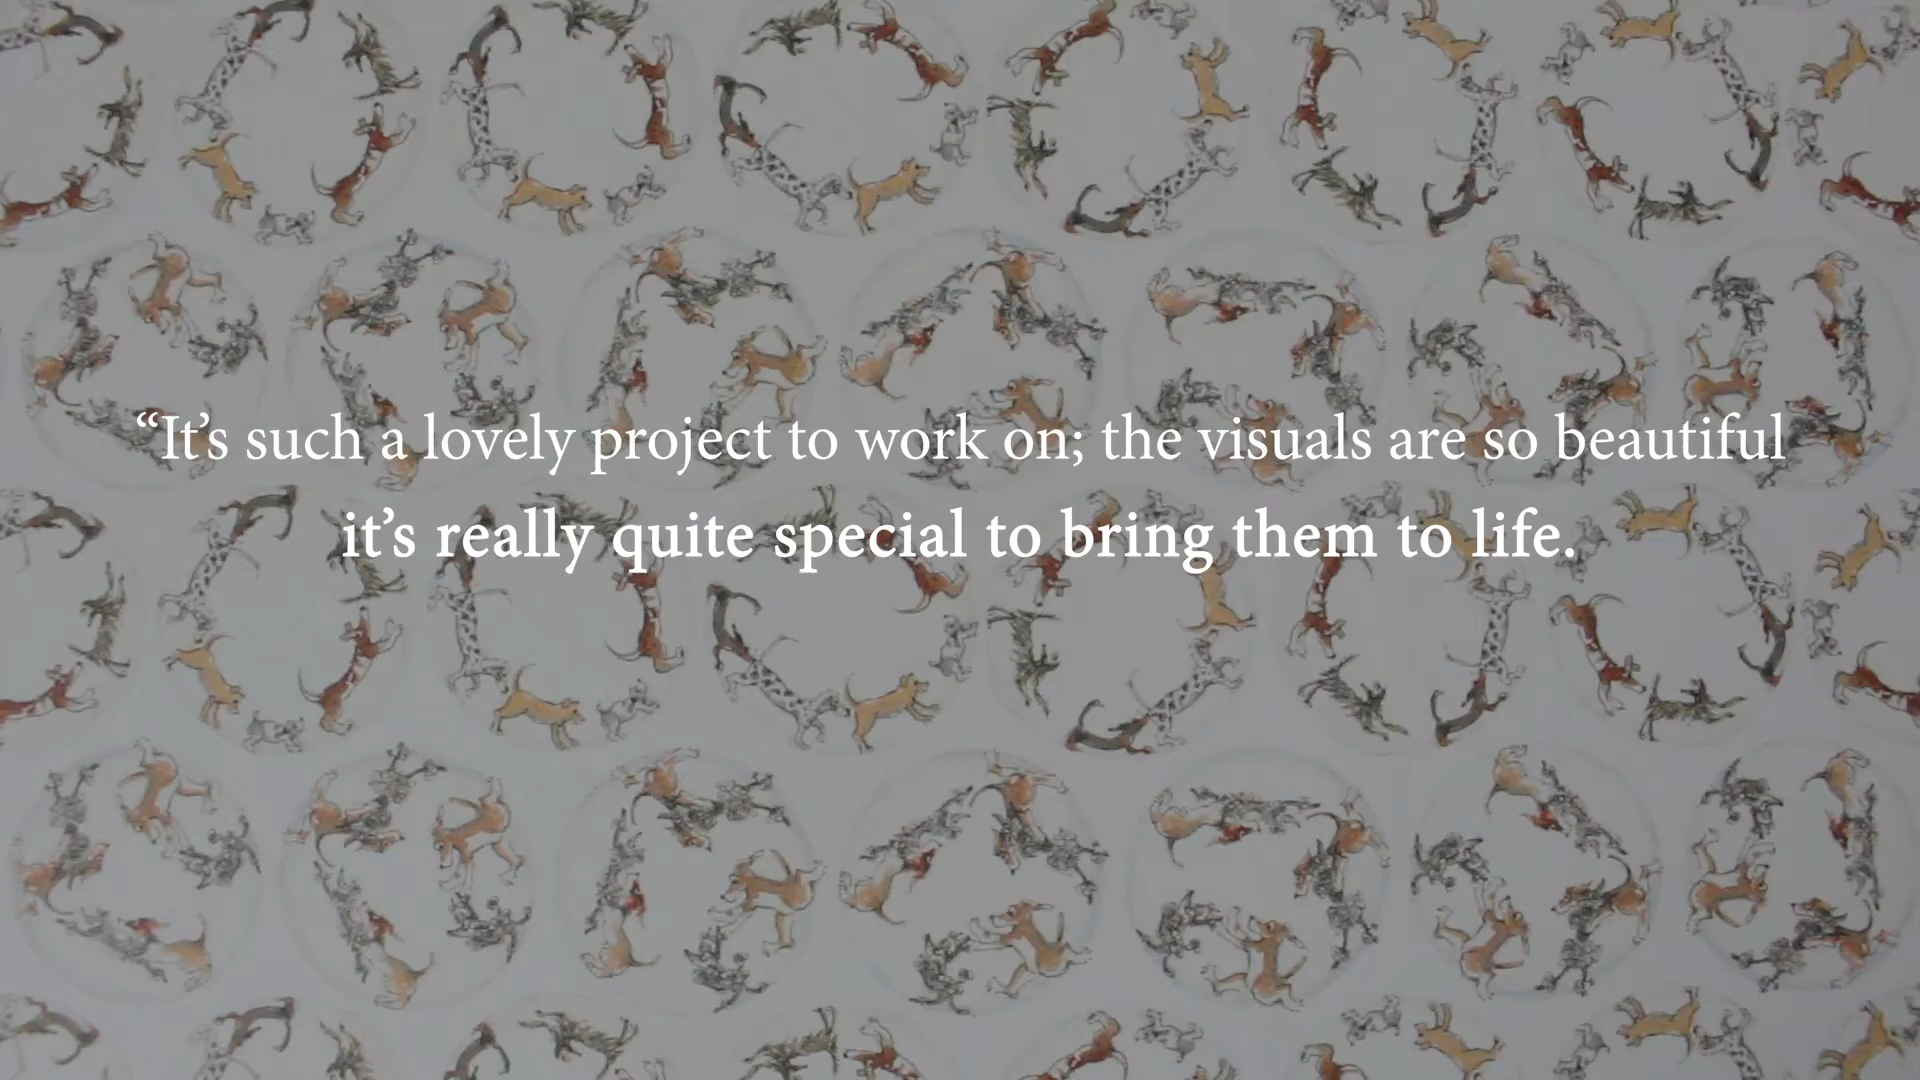 “It’s such a lovely project to work on; the visuals are so beautiful
it’s really quite special to bring them to life.